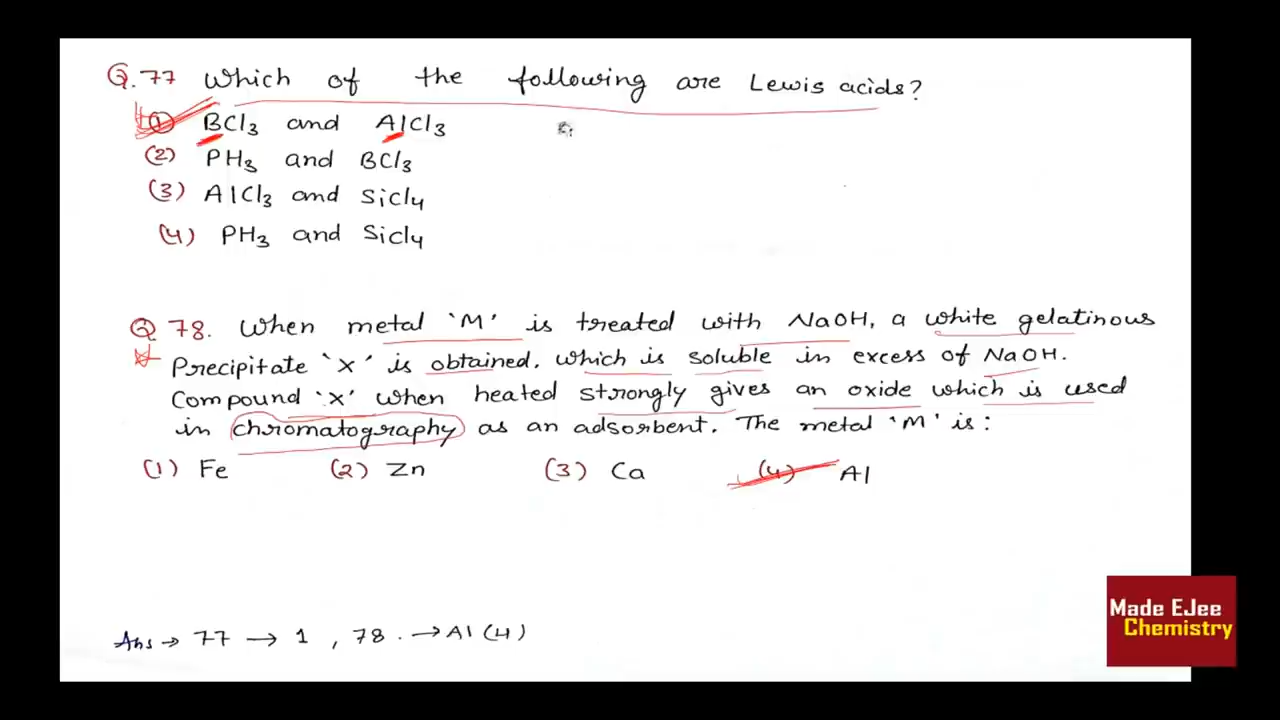 Q.77 Which of the following are Lewis acids?
(1) BCl3 and AlCl3
(2) PH3 and BCl3
(3) AlCl3 and SiCl4
(4) PH3 and SiCl4
Q 78. When metal 'M' is treated with NaOH, a white gelatinous
Precipitate 'X' is obtained, which is soluble in excess of NaOH.
Compound 'X' when heated strongly gives an oxide which is used
in chromatography as an adsorbent. The metal 'M' is:
(1) Fe (2) Zn (3) Ca (4) Al
Ans → 77 → 1, 78. → Al (4)
Made EJee
Chemistry